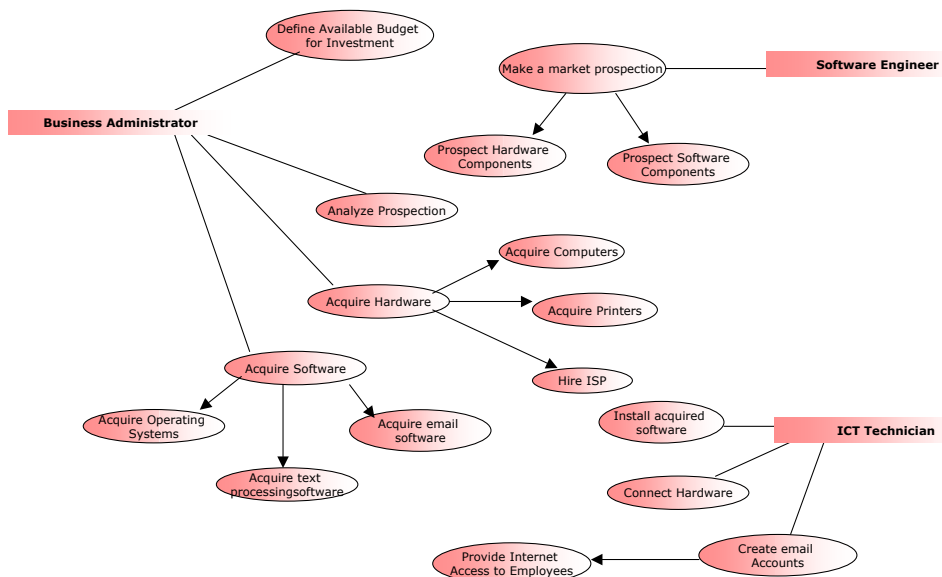 Define Available Budget
for Investment
Make a market prospection
Software Engineer
Business Administrator
Prospect Hardware
Components
Prospect Software
Components
Analyze Prospection
Acquire Computers
Acquire Hardware
Acquire Printers
Acquire Software
Hire ISP
Acquire Operating
Systems
Acquire email
software
Install acquired
software
ICT Technician
Acquire text
processingsoftware
Connect Hardware
Create email
Accounts
Provide Internet
Access to Employees